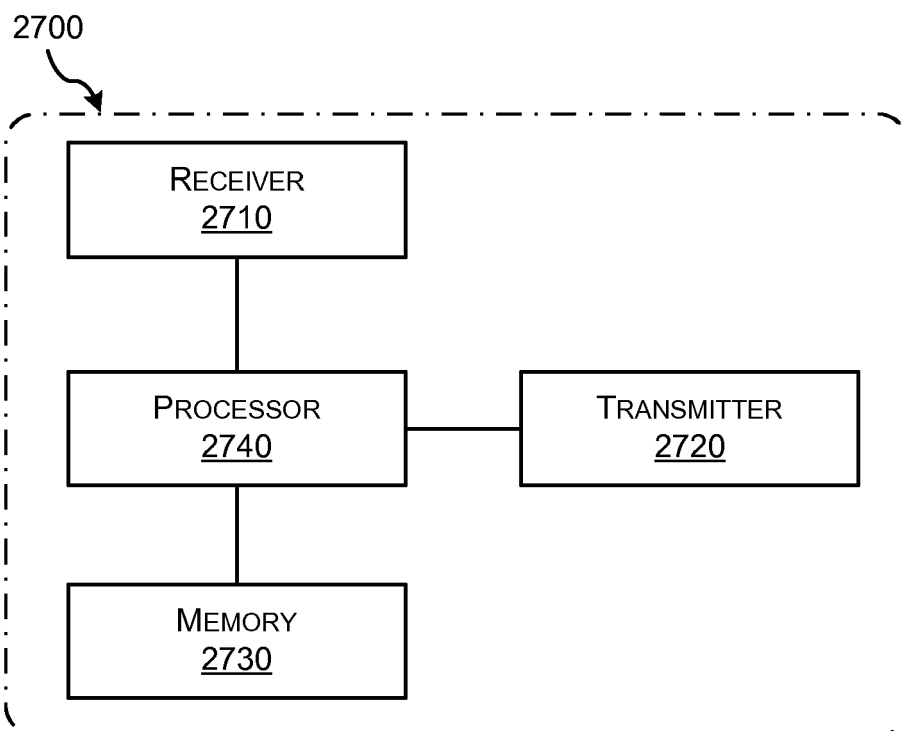 2700
RECEIVER
2710
PROCESSOR
2740
TRANSMITTER
2720
MEMORY
2730